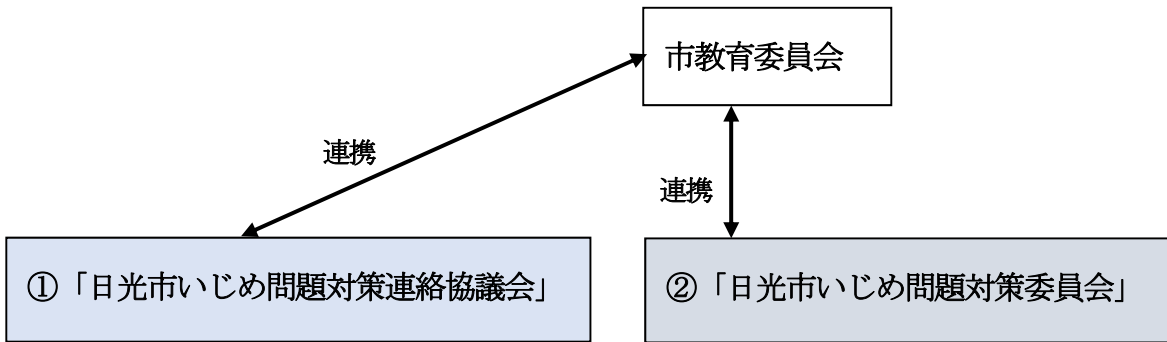 市教育委員会
連携
連携
①「日光市いじめ問題対策連絡協議会」
②「日光市いじめ問題対策委員会」